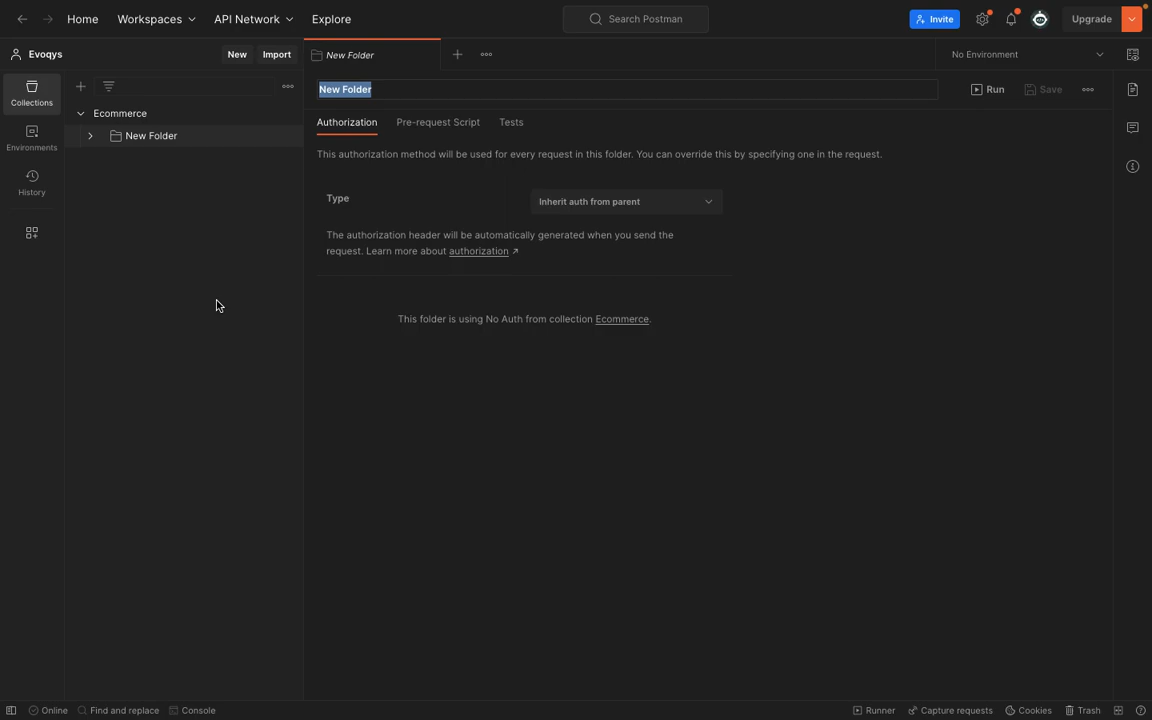 Home Workspaces API Network Explore Search Postman Invite Upgrade
Evoqys New Import New Folder No Environment
New Folder Run Save
Collections
Ecommerce
New Folder
Environments
History
Authorization Pre-request Script Tests
This authorization method will be used for every request in this folder. You can override this by specifying one in the request.
Type Inherit auth from parent
The authorization header will be automatically generated when you send the
request. Learn more about authorization ↗
This folder is using No Auth from collection Ecommerce.
Online Find and replace Console Runner Capture requests Cookies Trash